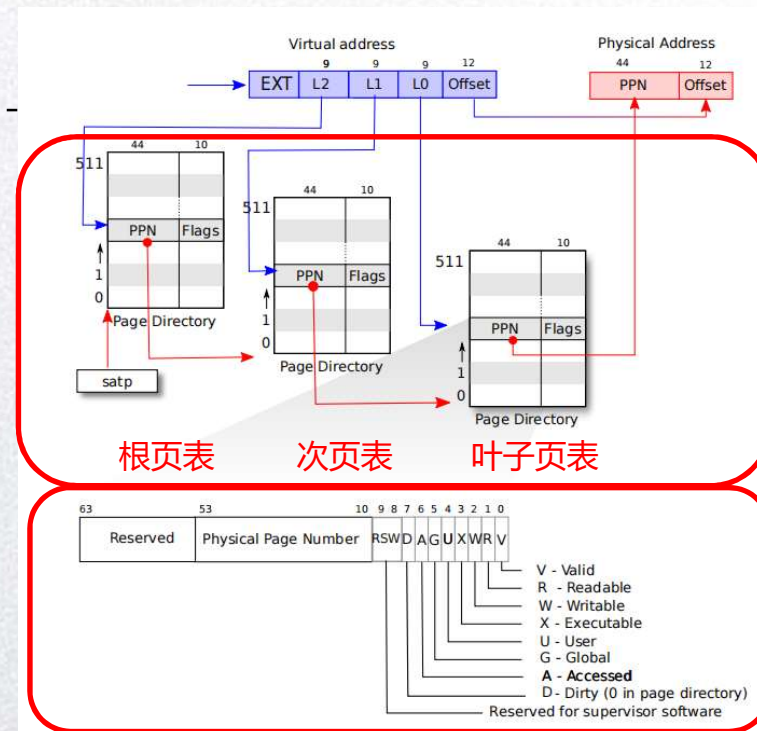 Virtual address
Physical Address
9 9 9 12
44 12
EXT L2 L1 L0 Offset
PPN Offset
44 10
511
PPN Flags
1
0
Page Directory
satp
44 10
511
PPN Flags
1
0
Page Directory
44 10
511
PPN Flags
1
0
Page Directory
根页表 次页表 叶子页表
63 53 10 9 8 7 6 5 4 3 2 1 0
Reserved Physical Page Number RSW D A G U X W R V
V - Valid
R - Readable
W - Writable
X - Executable
U - User
G - Global
A - Accessed
D - Dirty (0 in page directory)
Reserved for supervisor software